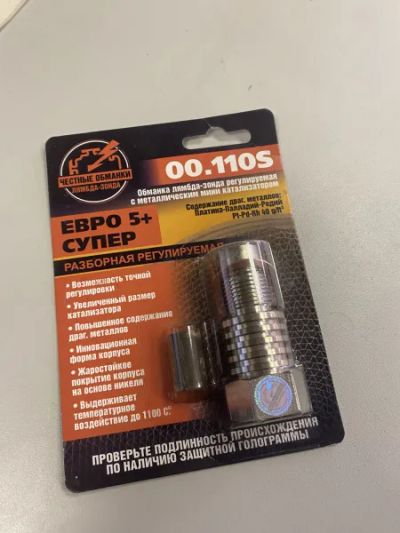 ЧЕСТНЫЕ ОБМАНКИ
ЛЯМБДА-ЗОНДА
00.110S
Обманка лямбда-зонда регулируемая
с металлическим мини катализатором
Содержание драг. металлов:
Платина-Палладий-Родий
Pt-Pd-Rh 40 g/ft³
ЕВРО 5+
СУПЕР
РАЗБОРНАЯ РЕГУЛИРУЕМАЯ
• Возможность точной
регулировки
• Увеличенный размер
катализатора
• Повышенное содержание
драг. металлов
• Инновационная
форма корпуса
• Жаростойкое
покрытие корпуса
на основе никеля
• Выдерживает
температурное
воздействие до 1100 С°
ПРОВЕРЬТЕ ПОДЛИННОСТЬ ПРОИСХОЖДЕНИЯ
ПО НАЛИЧИЮ ЗАЩИТНОЙ ГОЛОГРАММЫ